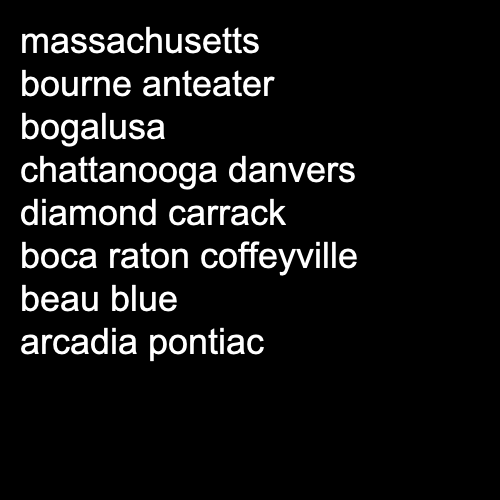 massachusetts
bourne anteater
bogalusa
chattanooga danvers
diamond carrack
boca raton coffeyville
beau blue
arcadia pontiac